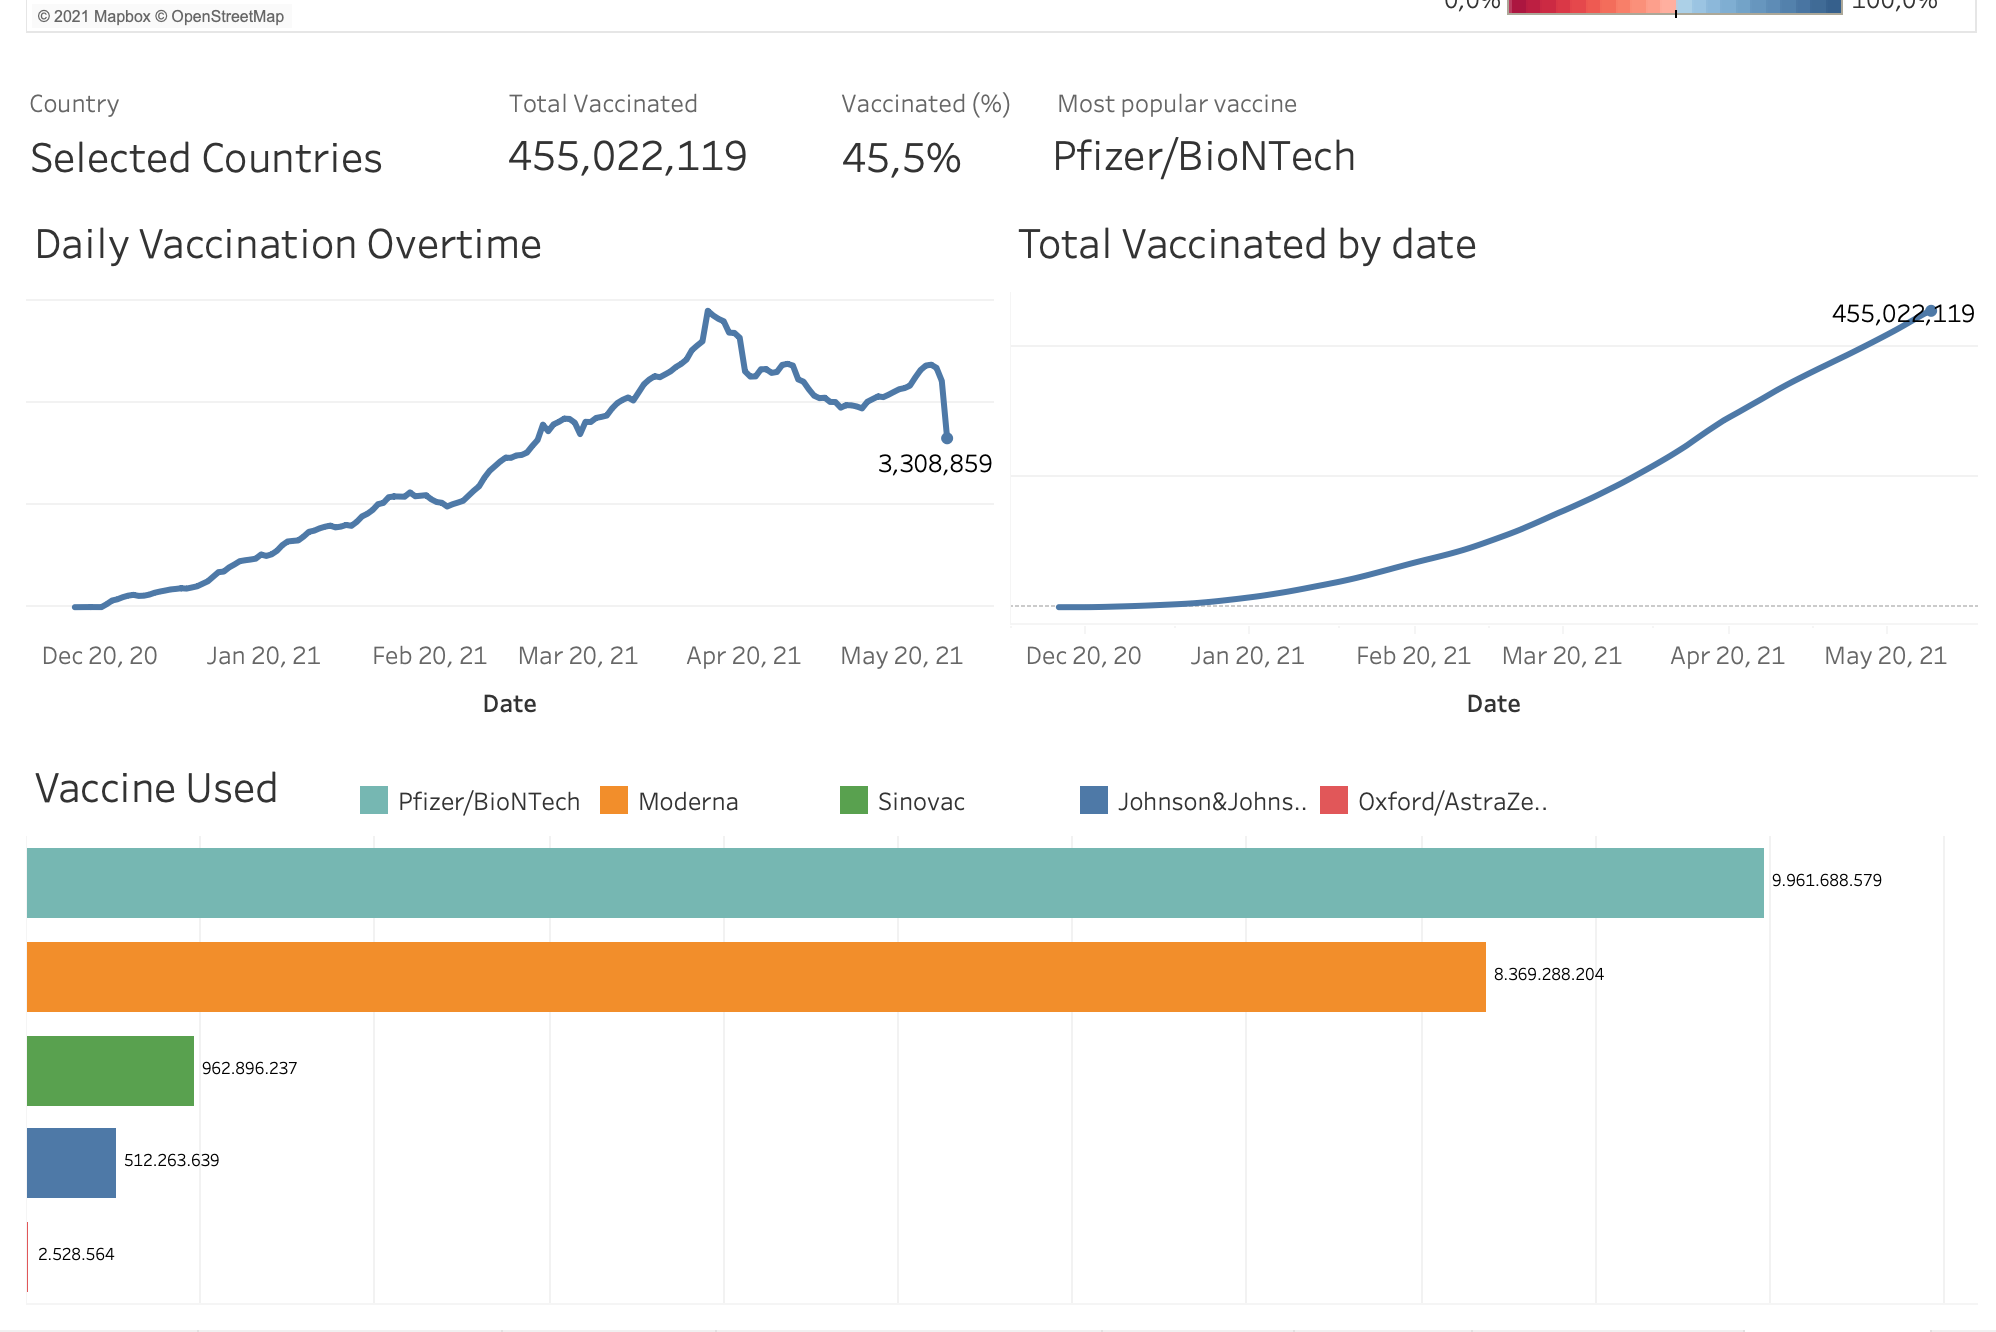 © 2021 Mapbox © OpenStreetMap
0,0% 100,0%
Country Total Vaccinated Vaccinated (%) Most popular vaccine
Selected Countries 455,022,119 45,5% Pfizer/BioNTech
Daily Vaccination Overtime Total Vaccinated by date
455,022,119
3,308,859
Dec 20, 20 Jan 20, 21 Feb 20, 21 Mar 20, 21 Apr 20, 21 May 20, 21 Dec 20, 20 Jan 20, 21 Feb 20, 21 Mar 20, 21 Apr 20, 21 May 20, 21
Date Date
Vaccine Used Pfizer/BioNTech Moderna Sinovac Johnson&Johns.. Oxford/AstraZe..
9.961.688.579
8.369.288.204
962.896.237
512.263.639
2.528.564